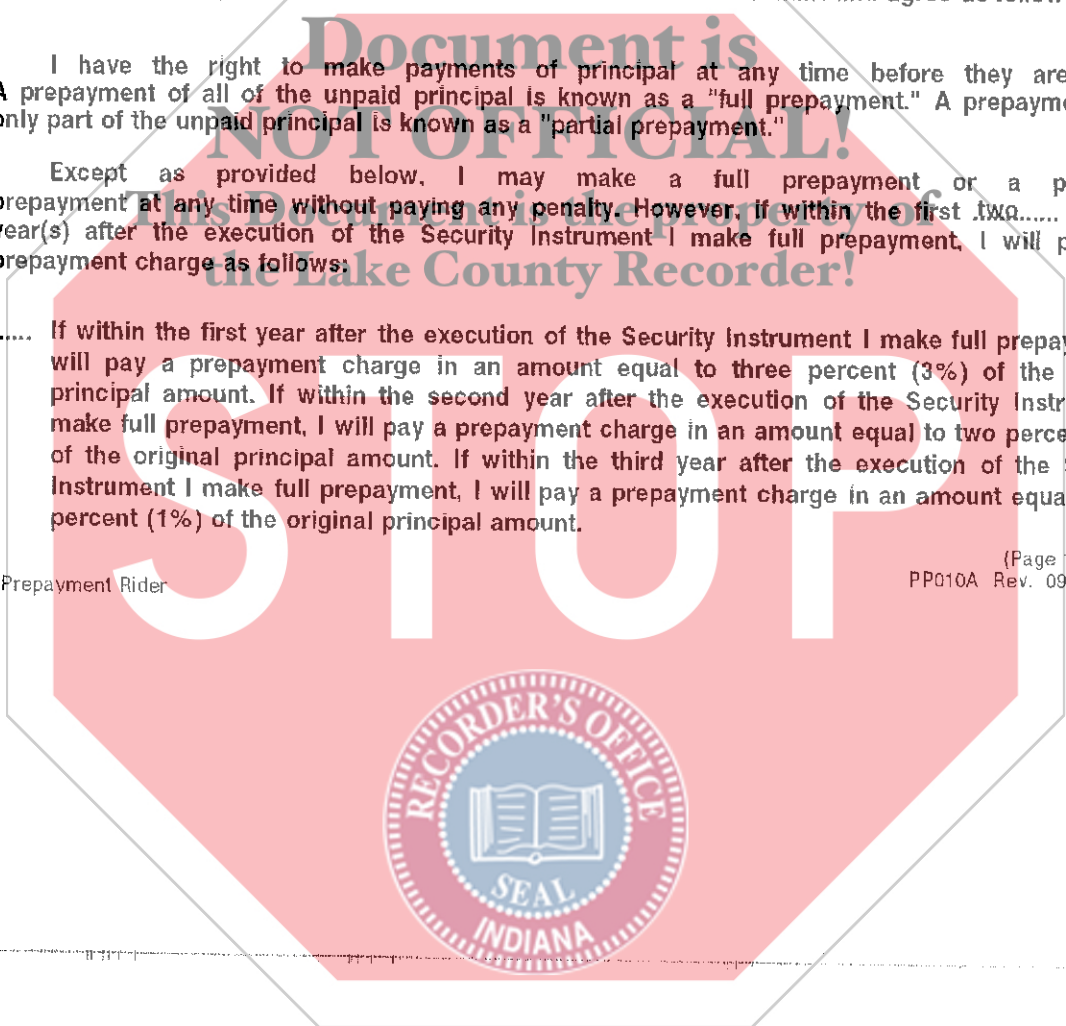 Document is
I have the right to make payments of principal at any time before they are
A prepayment of all of the unpaid principal is known as a "full prepayment." A prepayme
only part of the unpaid principal is known as a "partial prepayment."
NOT OFFICIAL!
Except as provided below, I may make a full prepayment or a p
prepayment at any time without paying any penalty. However, if within the first .two......
This Document is the property of
year(s) after the execution of the Security Instrument I make full prepayment, I will p
prepayment charge as follows:
the Lake County Recorder!
..... If within the first year after the execution of the Security Instrument I make full prepay
will pay a prepayment charge in an amount equal to three percent (3%) of the
principal amount. If within the second year after the execution of the Security Instr
make full prepayment, I will pay a prepayment charge in an amount equal to two perce
of the original principal amount. If within the third year after the execution of the S
Instrument I make full prepayment, I will pay a prepayment charge in an amount equa
percent (1%) of the original principal amount.
STOP
(Page
Prepayment Rider
PP010A Rev. 09
RECORDER'S OFFICE
SEAL
INDIANA